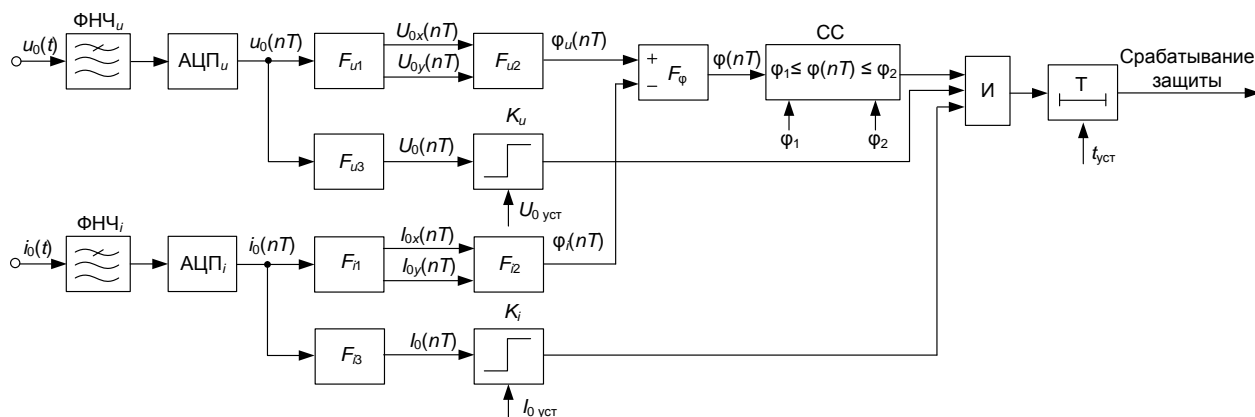 ФНЧu
u0(t)
АЦПu
u0(nT)
Fu1
U0x(nT)
U0y(nT)
Fu2
φu(nT)
+
−
Fφ
φ(nT)
СС
φ1 ≤ φ(nT) ≤ φ2
φ1
φ2
И
Т
tуст
Срабатывание
защиты
Fu3
U0(nT)
Ku
U0 уст
ФНЧi
i0(t)
АЦПi
i0(nT)
Fi1
I0x(nT)
I0y(nT)
Fi2
φi(nT)
Fi3
I0(nT)
Ki
I0 уст